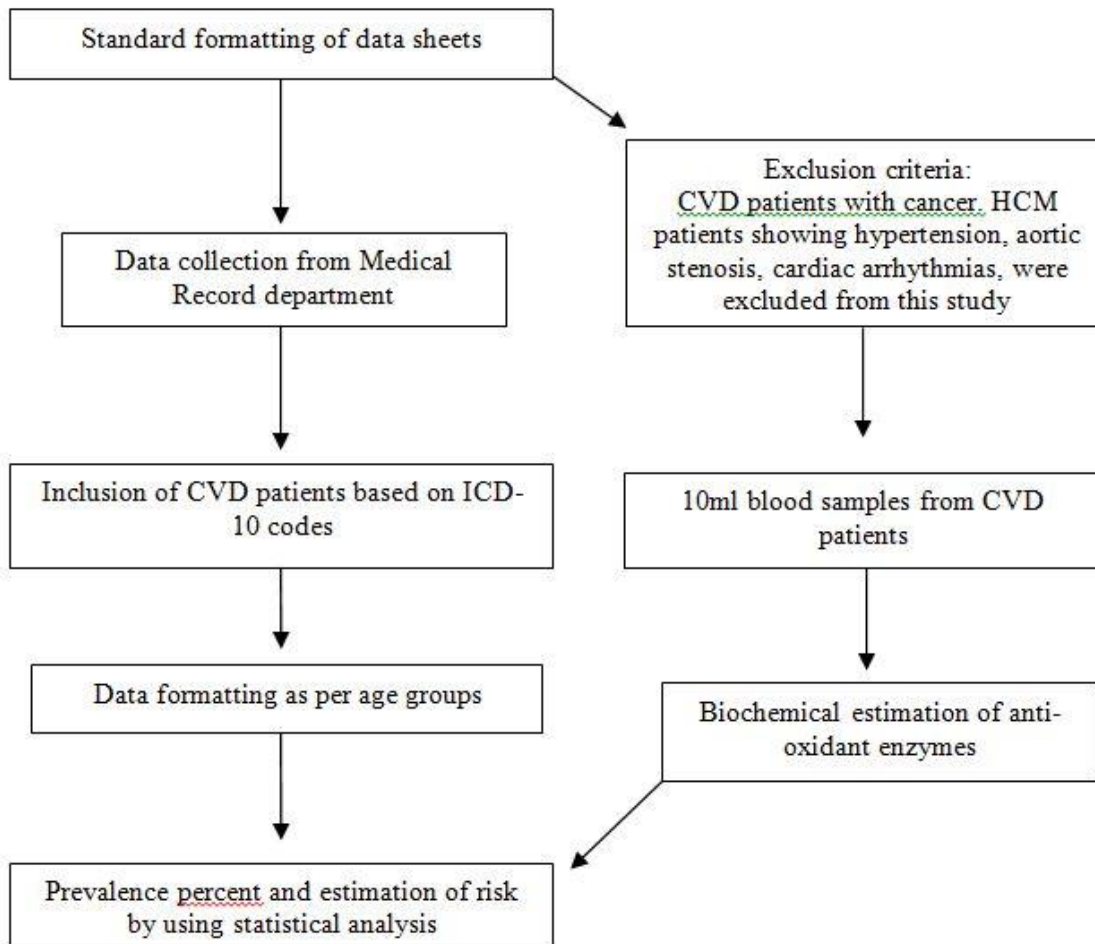 Standard formatting of data sheets
Exclusion criteria:
CVD patients with cancer. HCM
patients showing hypertension, aortic
stenosis, cardiac arrhythmias, were
excluded from this study
Data collection from Medical
Record department
Inclusion of CVD patients based on ICD-
10 codes
10ml blood samples from CVD
patients
Data formatting as per age groups
Biochemical estimation of anti-
oxidant enzymes
Prevalence percent and estimation of risk
by using statistical analysis